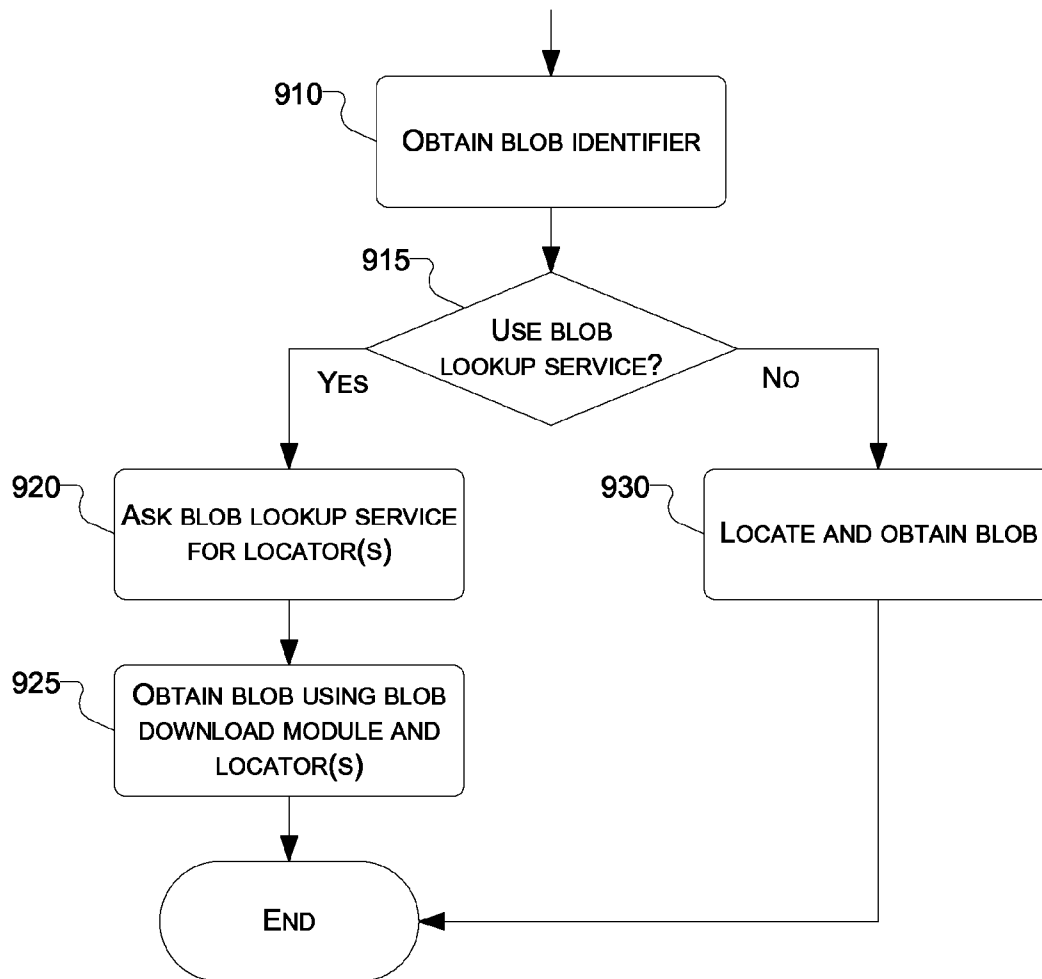 910
OBTAIN BLOB IDENTIFIER
915
USE BLOB
LOOKUP SERVICE?
YES
NO
920
ASK BLOB LOOKUP SERVICE
FOR LOCATOR(S)
930
LOCATE AND OBTAIN BLOB
925
OBTAIN BLOB USING BLOB
DOWNLOAD MODULE AND
LOCATOR(S)
END